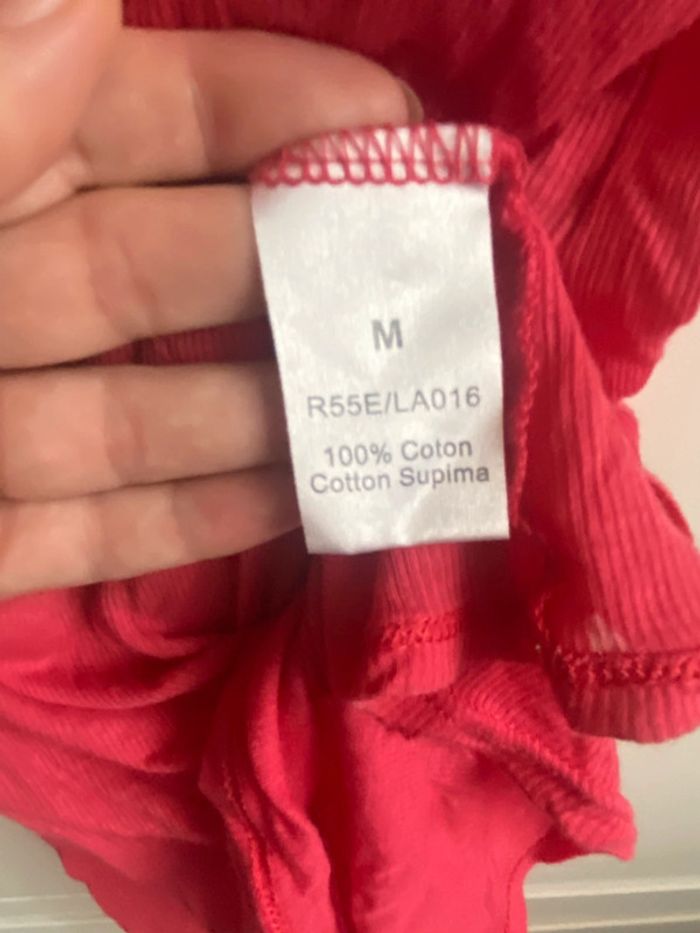 M
R55E/LA016
100% Coton
Cotton Supima